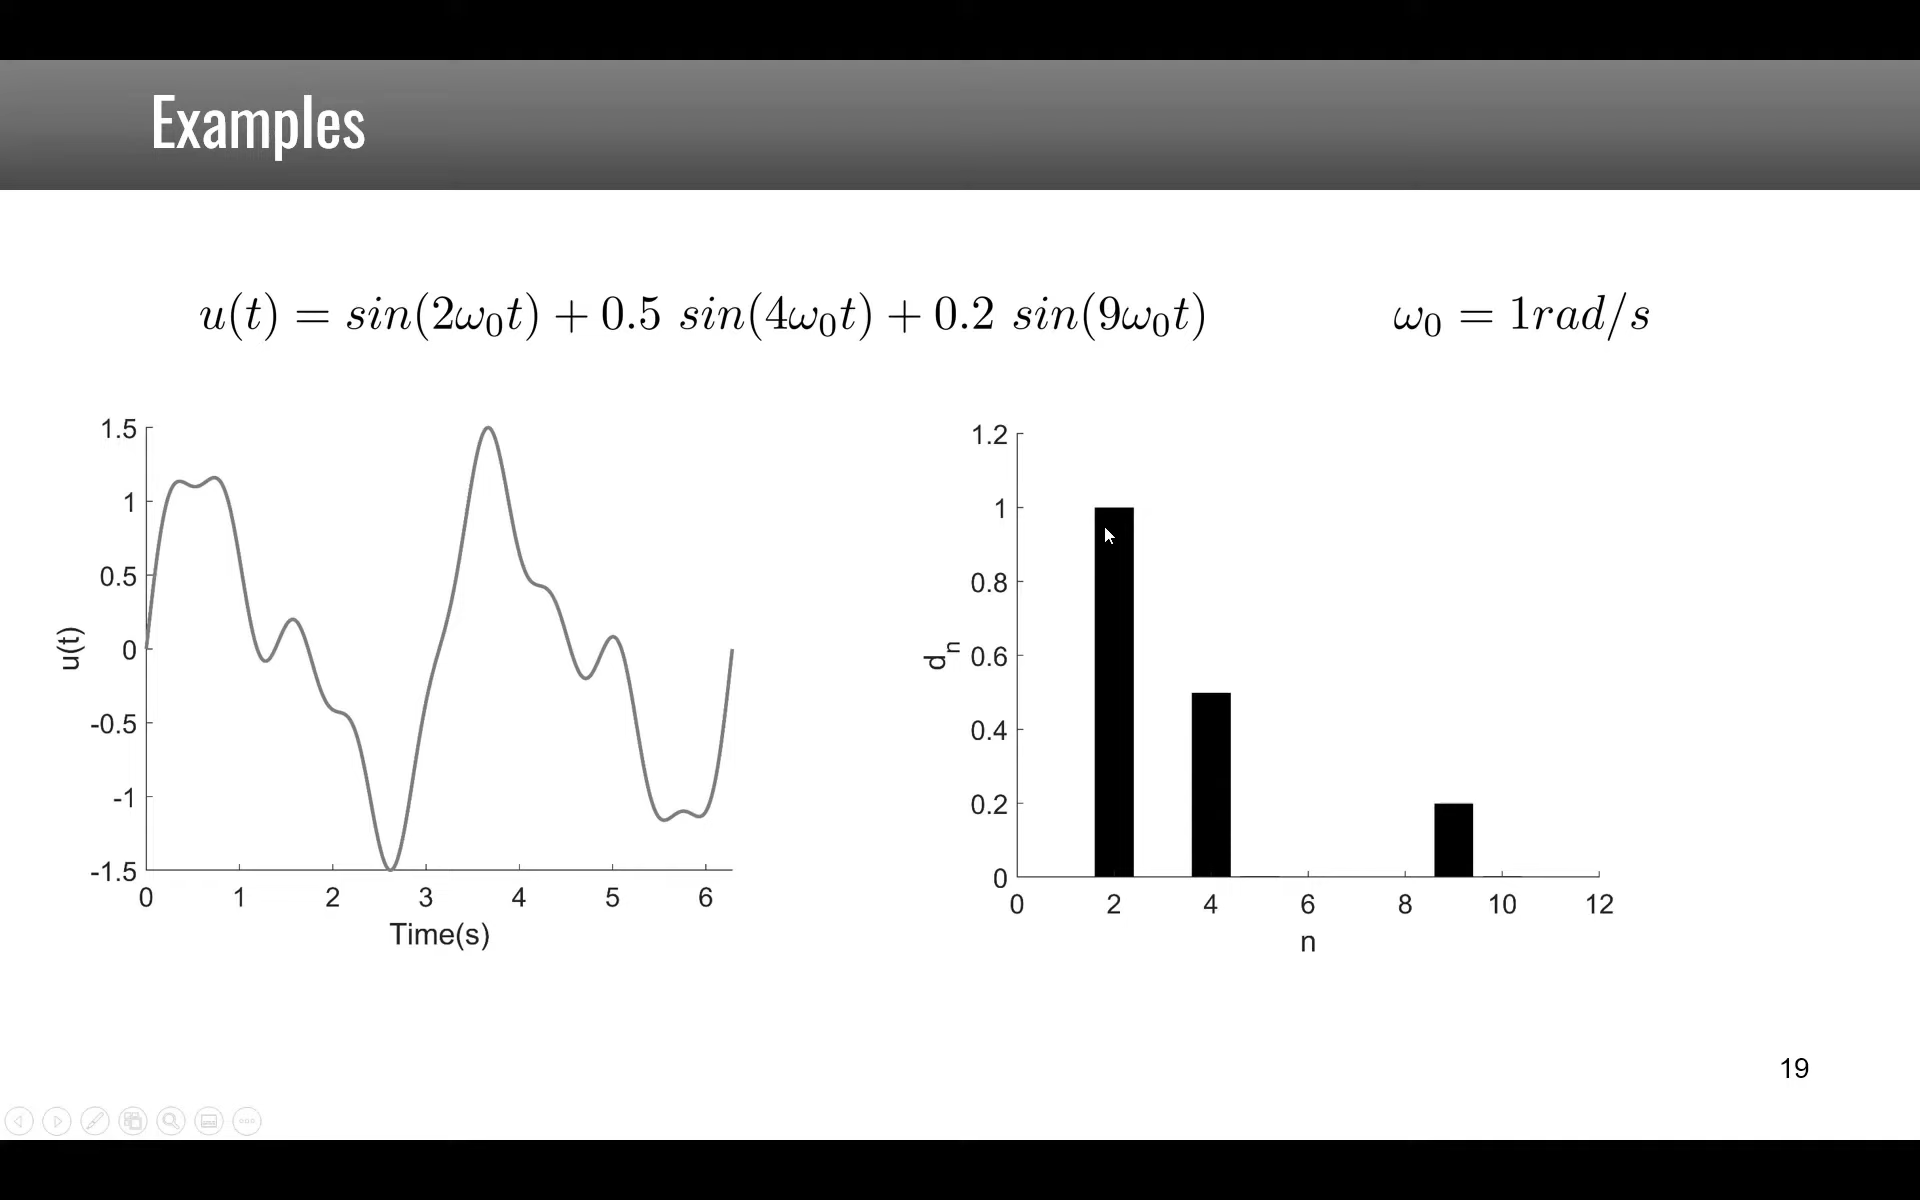 Examples
u(t) = sin(2ω₀t) + 0.5 sin(4ω₀t) + 0.2 sin(9ω₀t)
ω₀ = 1rad/s
1.5
1
0.5
0
-0.5
-1
-1.5
u(t)
0 1 2 3 4 5 6
Time(s)
1.2
1
0.8
0.6
0.4
0.2
0
dₙ
0 2 4 6 8 10 12
n
19